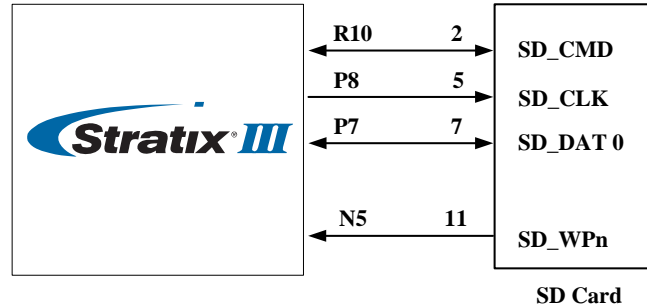 R10 2 SD_CMD
P8 5 SD_CLK
Stratix III
P7 7 SD_DAT 0
N5 11 SD_WPn
SD Card